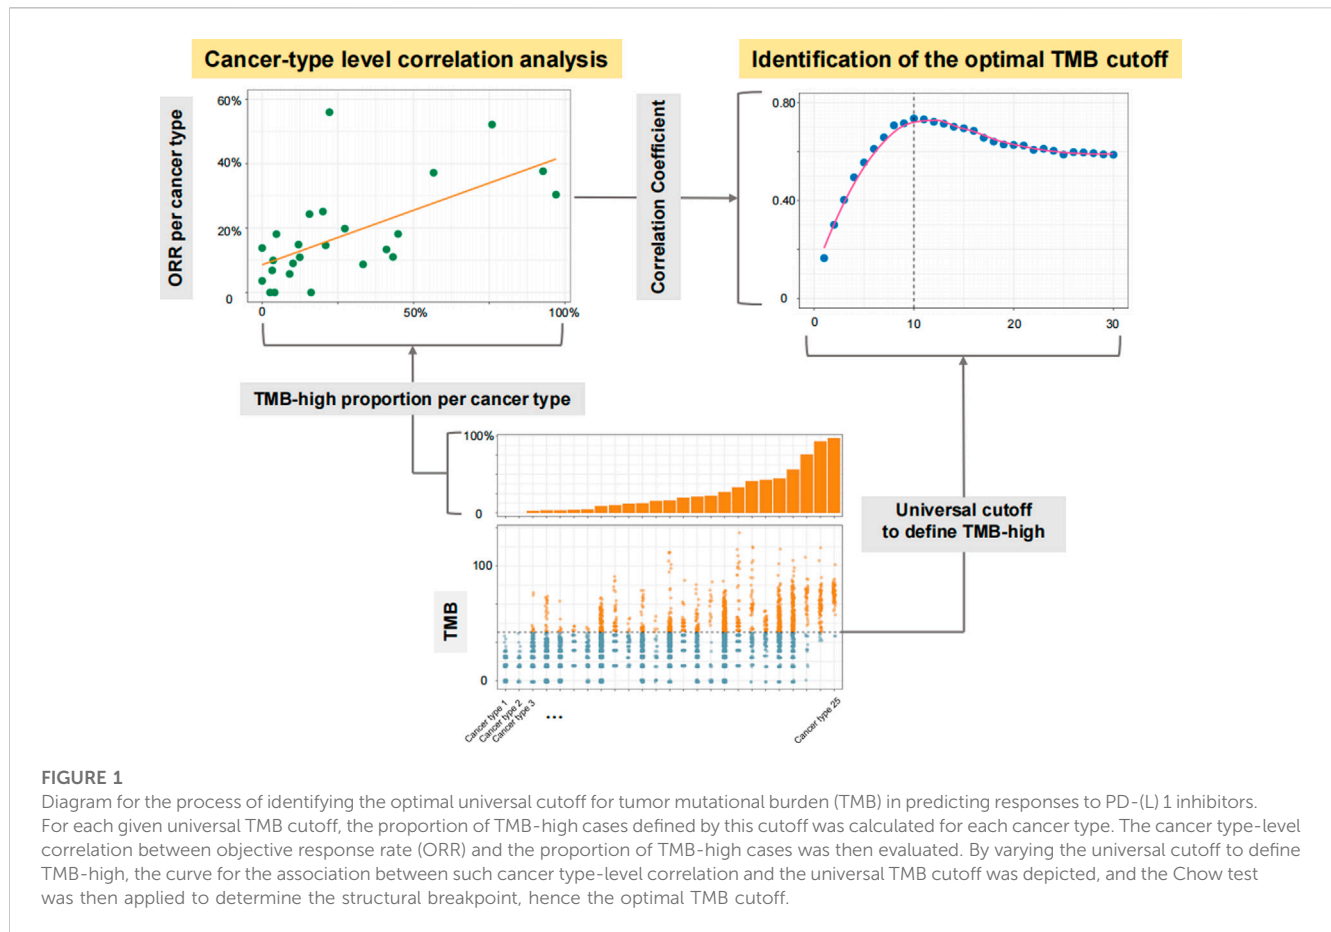 Cancer-type level correlation analysis
Identification of the optimal TMB cutoff
ORR per cancer type
60%
40%
20%
0
0
50%
100%
Correlation Coefficient
0.80
0.40
0
0
10
20
30
TMB-high proportion per cancer type
100%
0
Universal cutoff
to define TMB-high
TMB
100
0
Cancer type 1
Cancer type 2
Cancer type 3
...
Cancer type 25
FIGURE 1
Diagram for the process of identifying the optimal universal cutoff for tumor mutational burden (TMB) in predicting responses to PD-(L) 1 inhibitors.
For each given universal TMB cutoff, the proportion of TMB-high cases defined by this cutoff was calculated for each cancer type. The cancer type-level
correlation between objective response rate (ORR) and the proportion of TMB-high cases was then evaluated. By varying the universal cutoff to define
TMB-high, the curve for the association between such cancer type-level correlation and the universal TMB cutoff was depicted, and the Chow test
was then applied to determine the structural breakpoint, hence the optimal TMB cutoff.